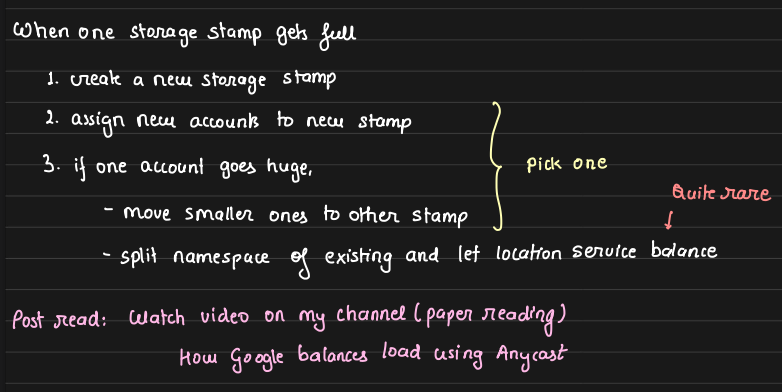 When one storage stamp gets full
1. create a new storage stamp
2. assign new accounts to new stamp
3. if one account goes huge,
Pick one
Quite rare
- move smaller ones to other stamp
- split namespace of existing and let location service balance
Post read: Watch video on my channel (paper reading)
How Google balances load using Anycast